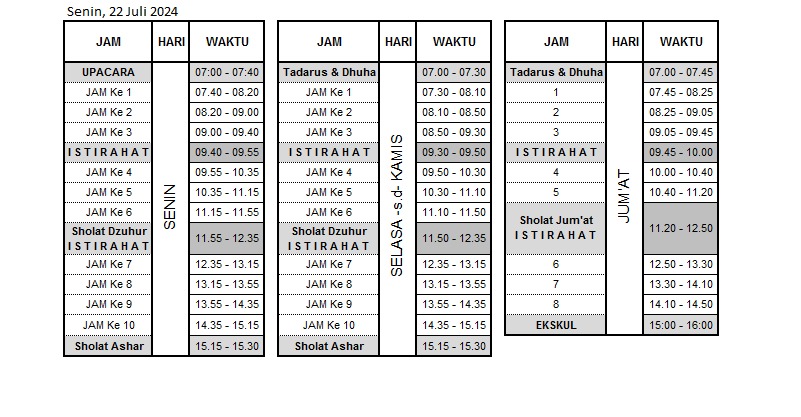 Senin, 22 Juli 2024
JAM HARI WAKTU
UPACARA 07:00 - 07:40
JAM Ke 1 07.40 - 08.20
JAM Ke 2 08.20 - 09.00
JAM Ke 3 09.00 - 09.40
I S T I R A H A T 09.40 - 09.55
JAM Ke 4 09.55 - 10.35
JAM Ke 5 10.35 - 11.15
JAM Ke 6 11.15 - 11.55
Sholat Dzuhur
I S T I R A H A T 11.55 - 12.35
JAM Ke 7 12.35 - 13.15
JAM Ke 8 13.15 - 13.55
JAM Ke 9 13.55 - 14.35
JAM Ke 10 14.35 - 15.15
Sholat Ashar 15.15 - 15.30
SENIN
JAM HARI WAKTU
Tadarus & Dhuha 07.00 - 07.30
JAM Ke 1 07.30 - 08.10
JAM Ke 2 08.10 - 08.50
JAM Ke 3 08.50 - 09.30
I S T I R A H A T 09.30 - 09.50
JAM Ke 4 09.50 - 10.30
JAM Ke 5 10.30 - 11.10
JAM Ke 6 11.10 - 11.50
Sholat Dzuhur
I S T I R A H A T 11.50 - 12.35
JAM Ke 7 12.35 - 13.15
JAM Ke 8 13.15 - 13.55
JAM Ke 9 13.55 - 14.35
JAM Ke 10 14.35 - 15.15
Sholat Ashar 15.15 - 15.30
SELASA -s.d- KAMIS
JAM HARI WAKTU
Tadarus & Dhuha 07.00 - 07.45
1 07.45 - 08.25
2 08.25 - 09.05
3 09.05 - 09.45
I S T I R A H A T 09.45 - 10.00
4 10.00 - 10.40
5 10.40 - 11.20
Sholat Jum'at
I S T I R A H A T 11.20 - 12.50
6 12.50 - 13.30
7 13.30 - 14.10
8 14.10 - 14.50
EKSKUL 15:00 - 16:00
JUM'AT